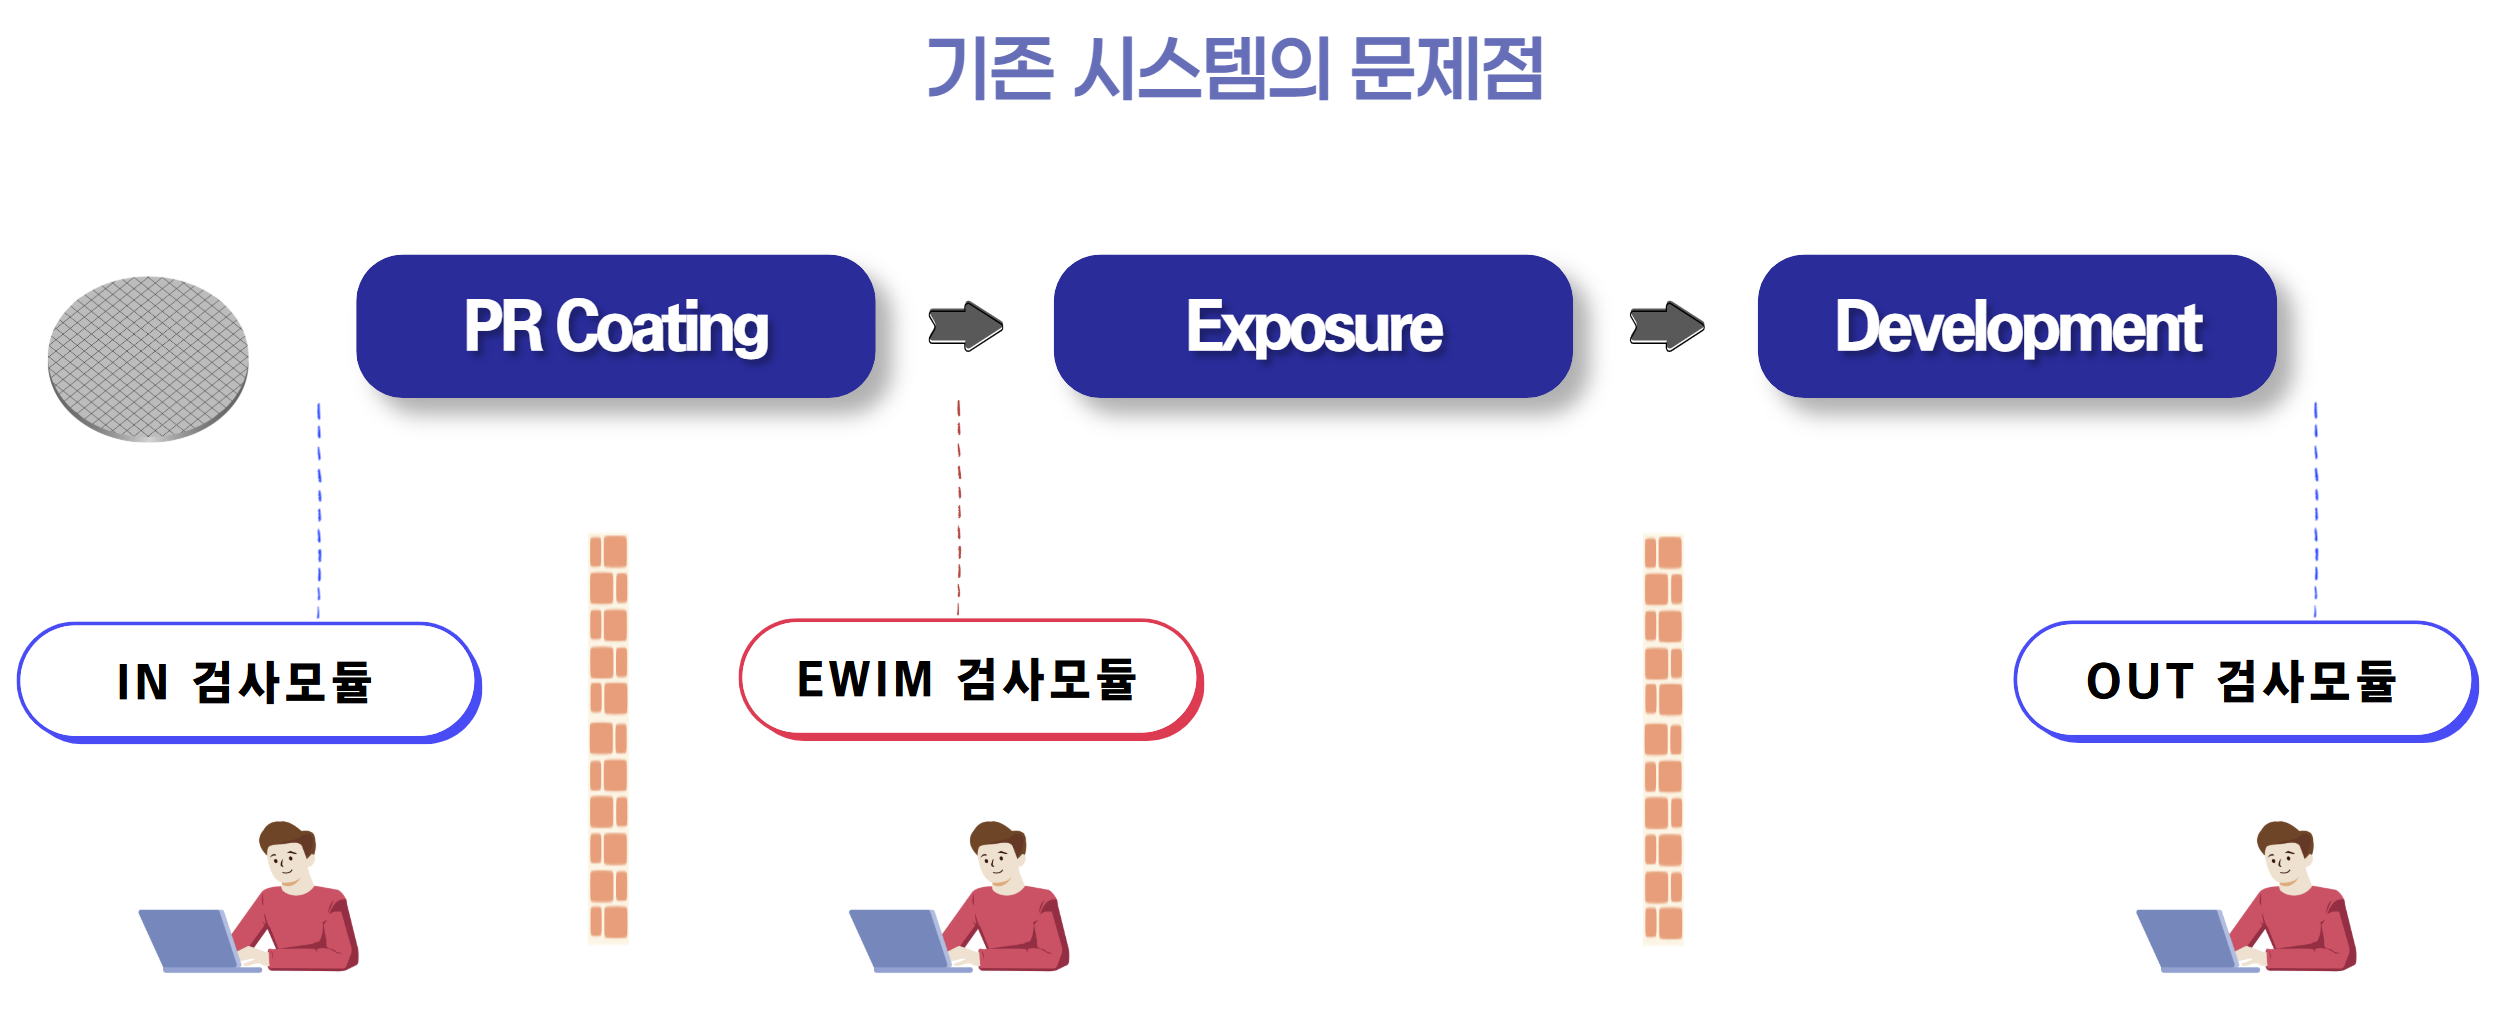 기존 시스템의 문제점
PR Coating
Exposure
Development
IN 검사모듈
EWIM 검사모듈
OUT 검사모듈